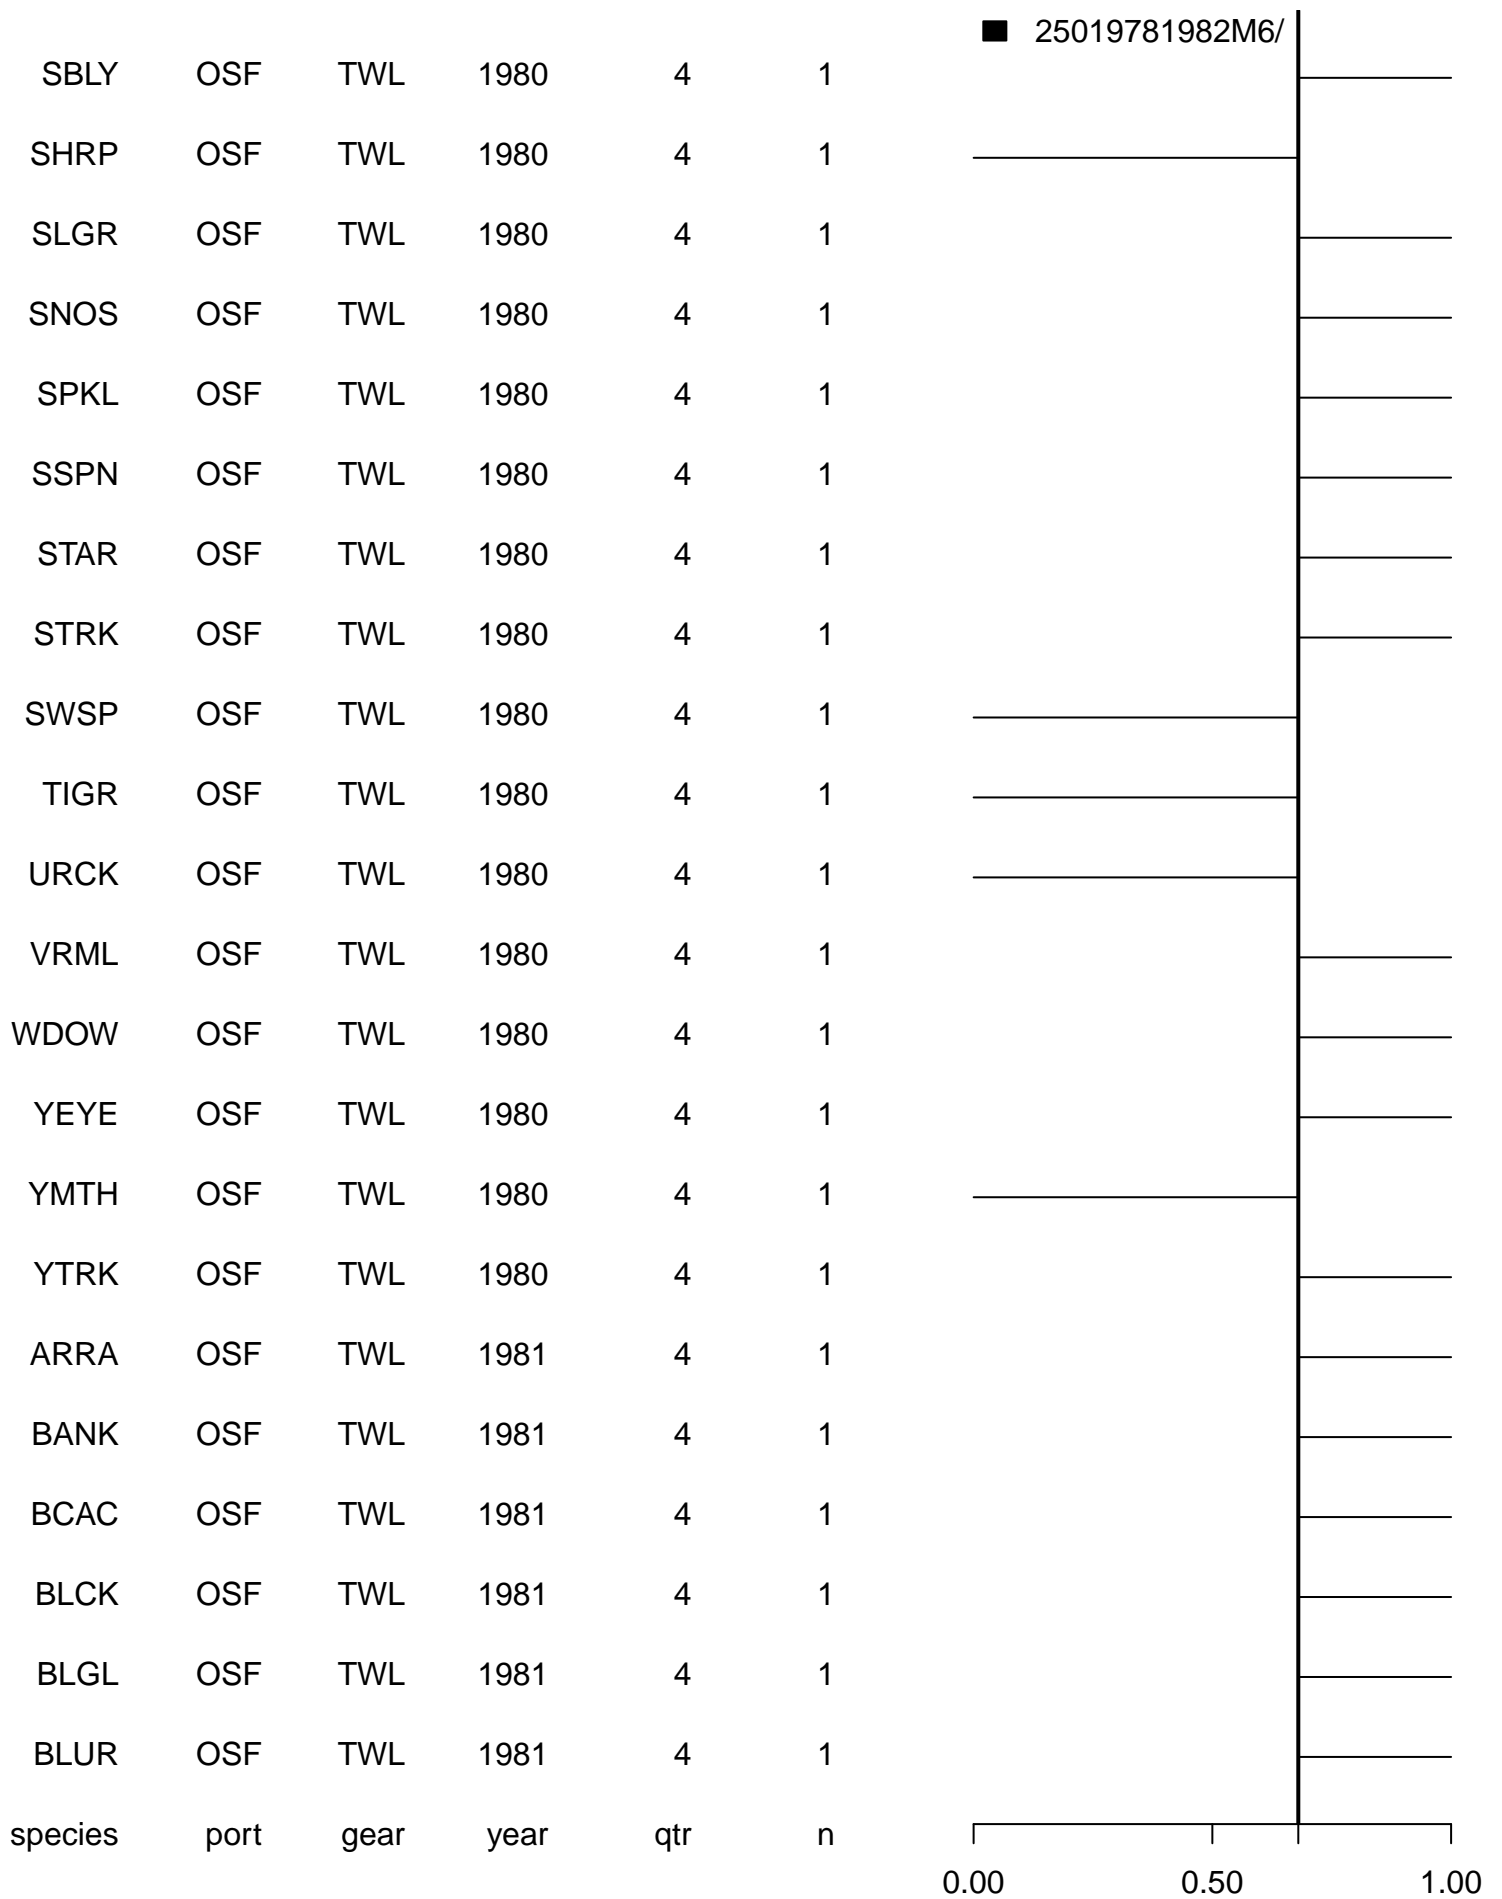 25019781982M6/
SBLY OSF TWL 1980 4 1
SHRP OSF TWL 1980 4 1
SLGR OSF TWL 1980 4 1
SNOS OSF TWL 1980 4 1
SPKL OSF TWL 1980 4 1
SSPN OSF TWL 1980 4 1
STAR OSF TWL 1980 4 1
STRK OSF TWL 1980 4 1
SWSP OSF TWL 1980 4 1
TIGR OSF TWL 1980 4 1
URCK OSF TWL 1980 4 1
VRML OSF TWL 1980 4 1
WDOW OSF TWL 1980 4 1
YEYE OSF TWL 1980 4 1
YMTH OSF TWL 1980 4 1
YTRK OSF TWL 1980 4 1
ARRA OSF TWL 1981 4 1
BANK OSF TWL 1981 4 1
BCAC OSF TWL 1981 4 1
BLCK OSF TWL 1981 4 1
BLGL OSF TWL 1981 4 1
BLUR OSF TWL 1981 4 1
species port gear year qtr n
0.00 0.50 1.00